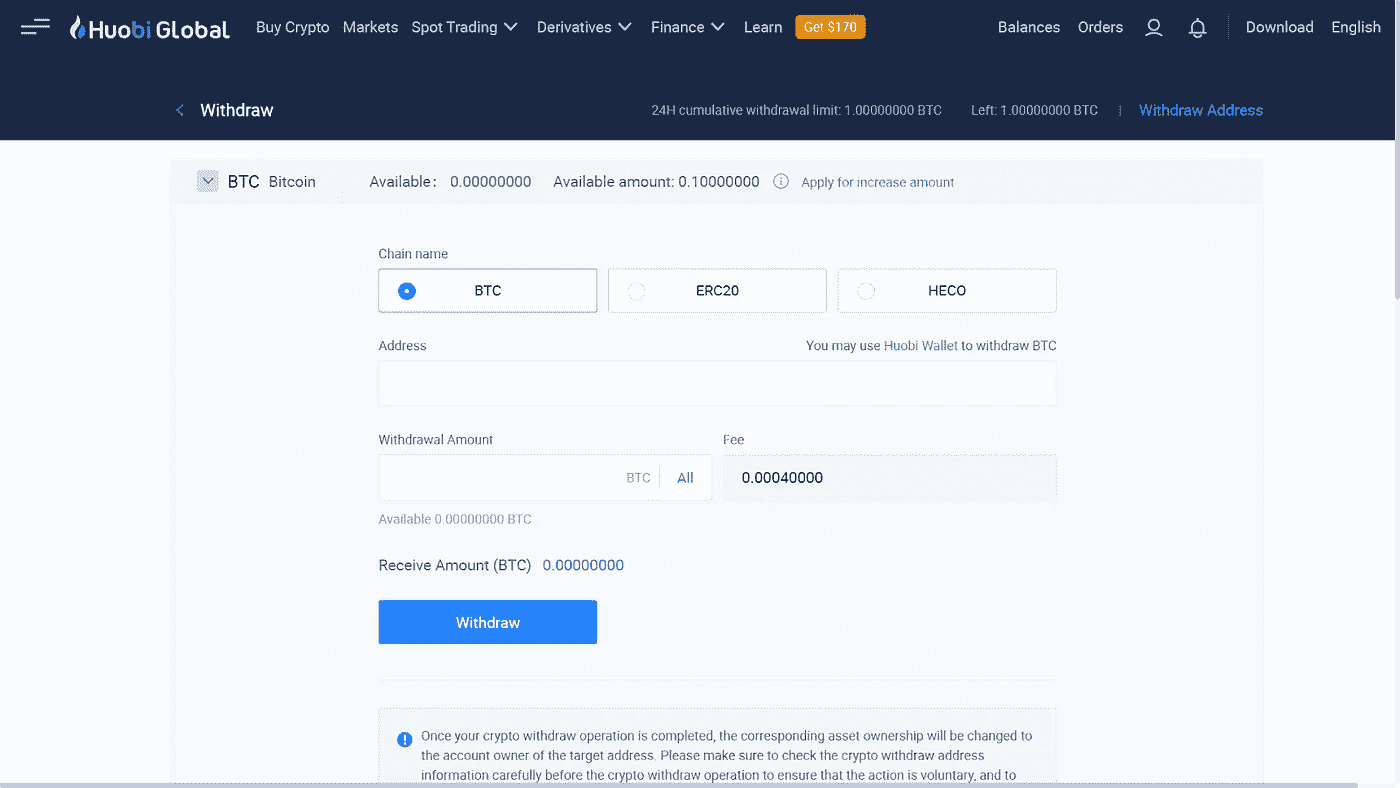 Huobi Global Buy Crypto Markets Spot Trading Derivatives Finance Learn Get $170 Balances Orders Download English
Withdraw 24H cumulative withdrawal limit: 1.00000000 BTC Left: 1.00000000 BTC Withdraw Address
BTC Bitcoin Available: 0.00000000 Available amount: 0.10000000 Apply for increase amount
Chain name
BTC ERC20 HECO
Address You may use Huobi Wallet to withdraw BTC
Withdrawal Amount Fee
BTC All 0.00040000
Available 0.00000000 BTC
Receive Amount (BTC) 0.00000000
Withdraw
Once your crypto withdraw operation is completed, the corresponding asset ownership will be changed to
the account owner of the target address. Please make sure to check the crypto withdraw address
information carefully before the crypto withdraw operation to ensure that the action is voluntary, and to